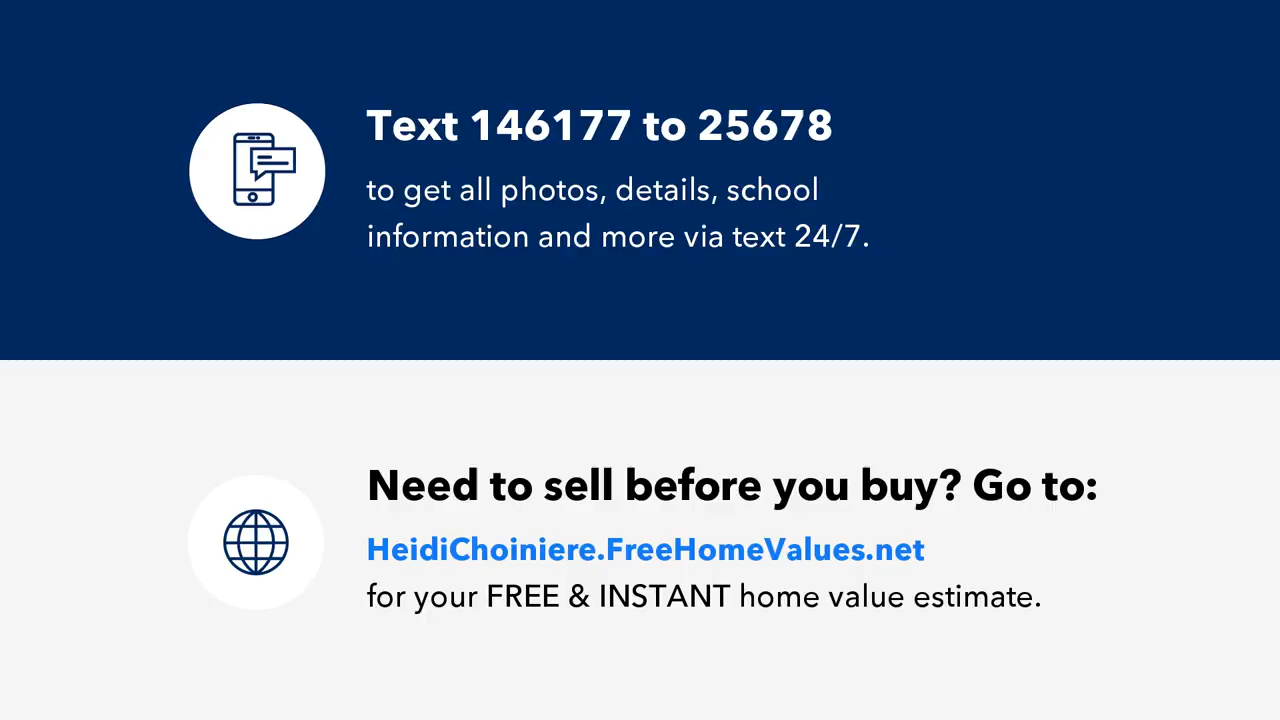 Text 146177 to 25678
to get all photos, details, school
information and more via text 24/7.
Need to sell before you buy? Go to:
HeidiChoiniere.FreeHomeValues.net
for your FREE & INSTANT home value estimate.